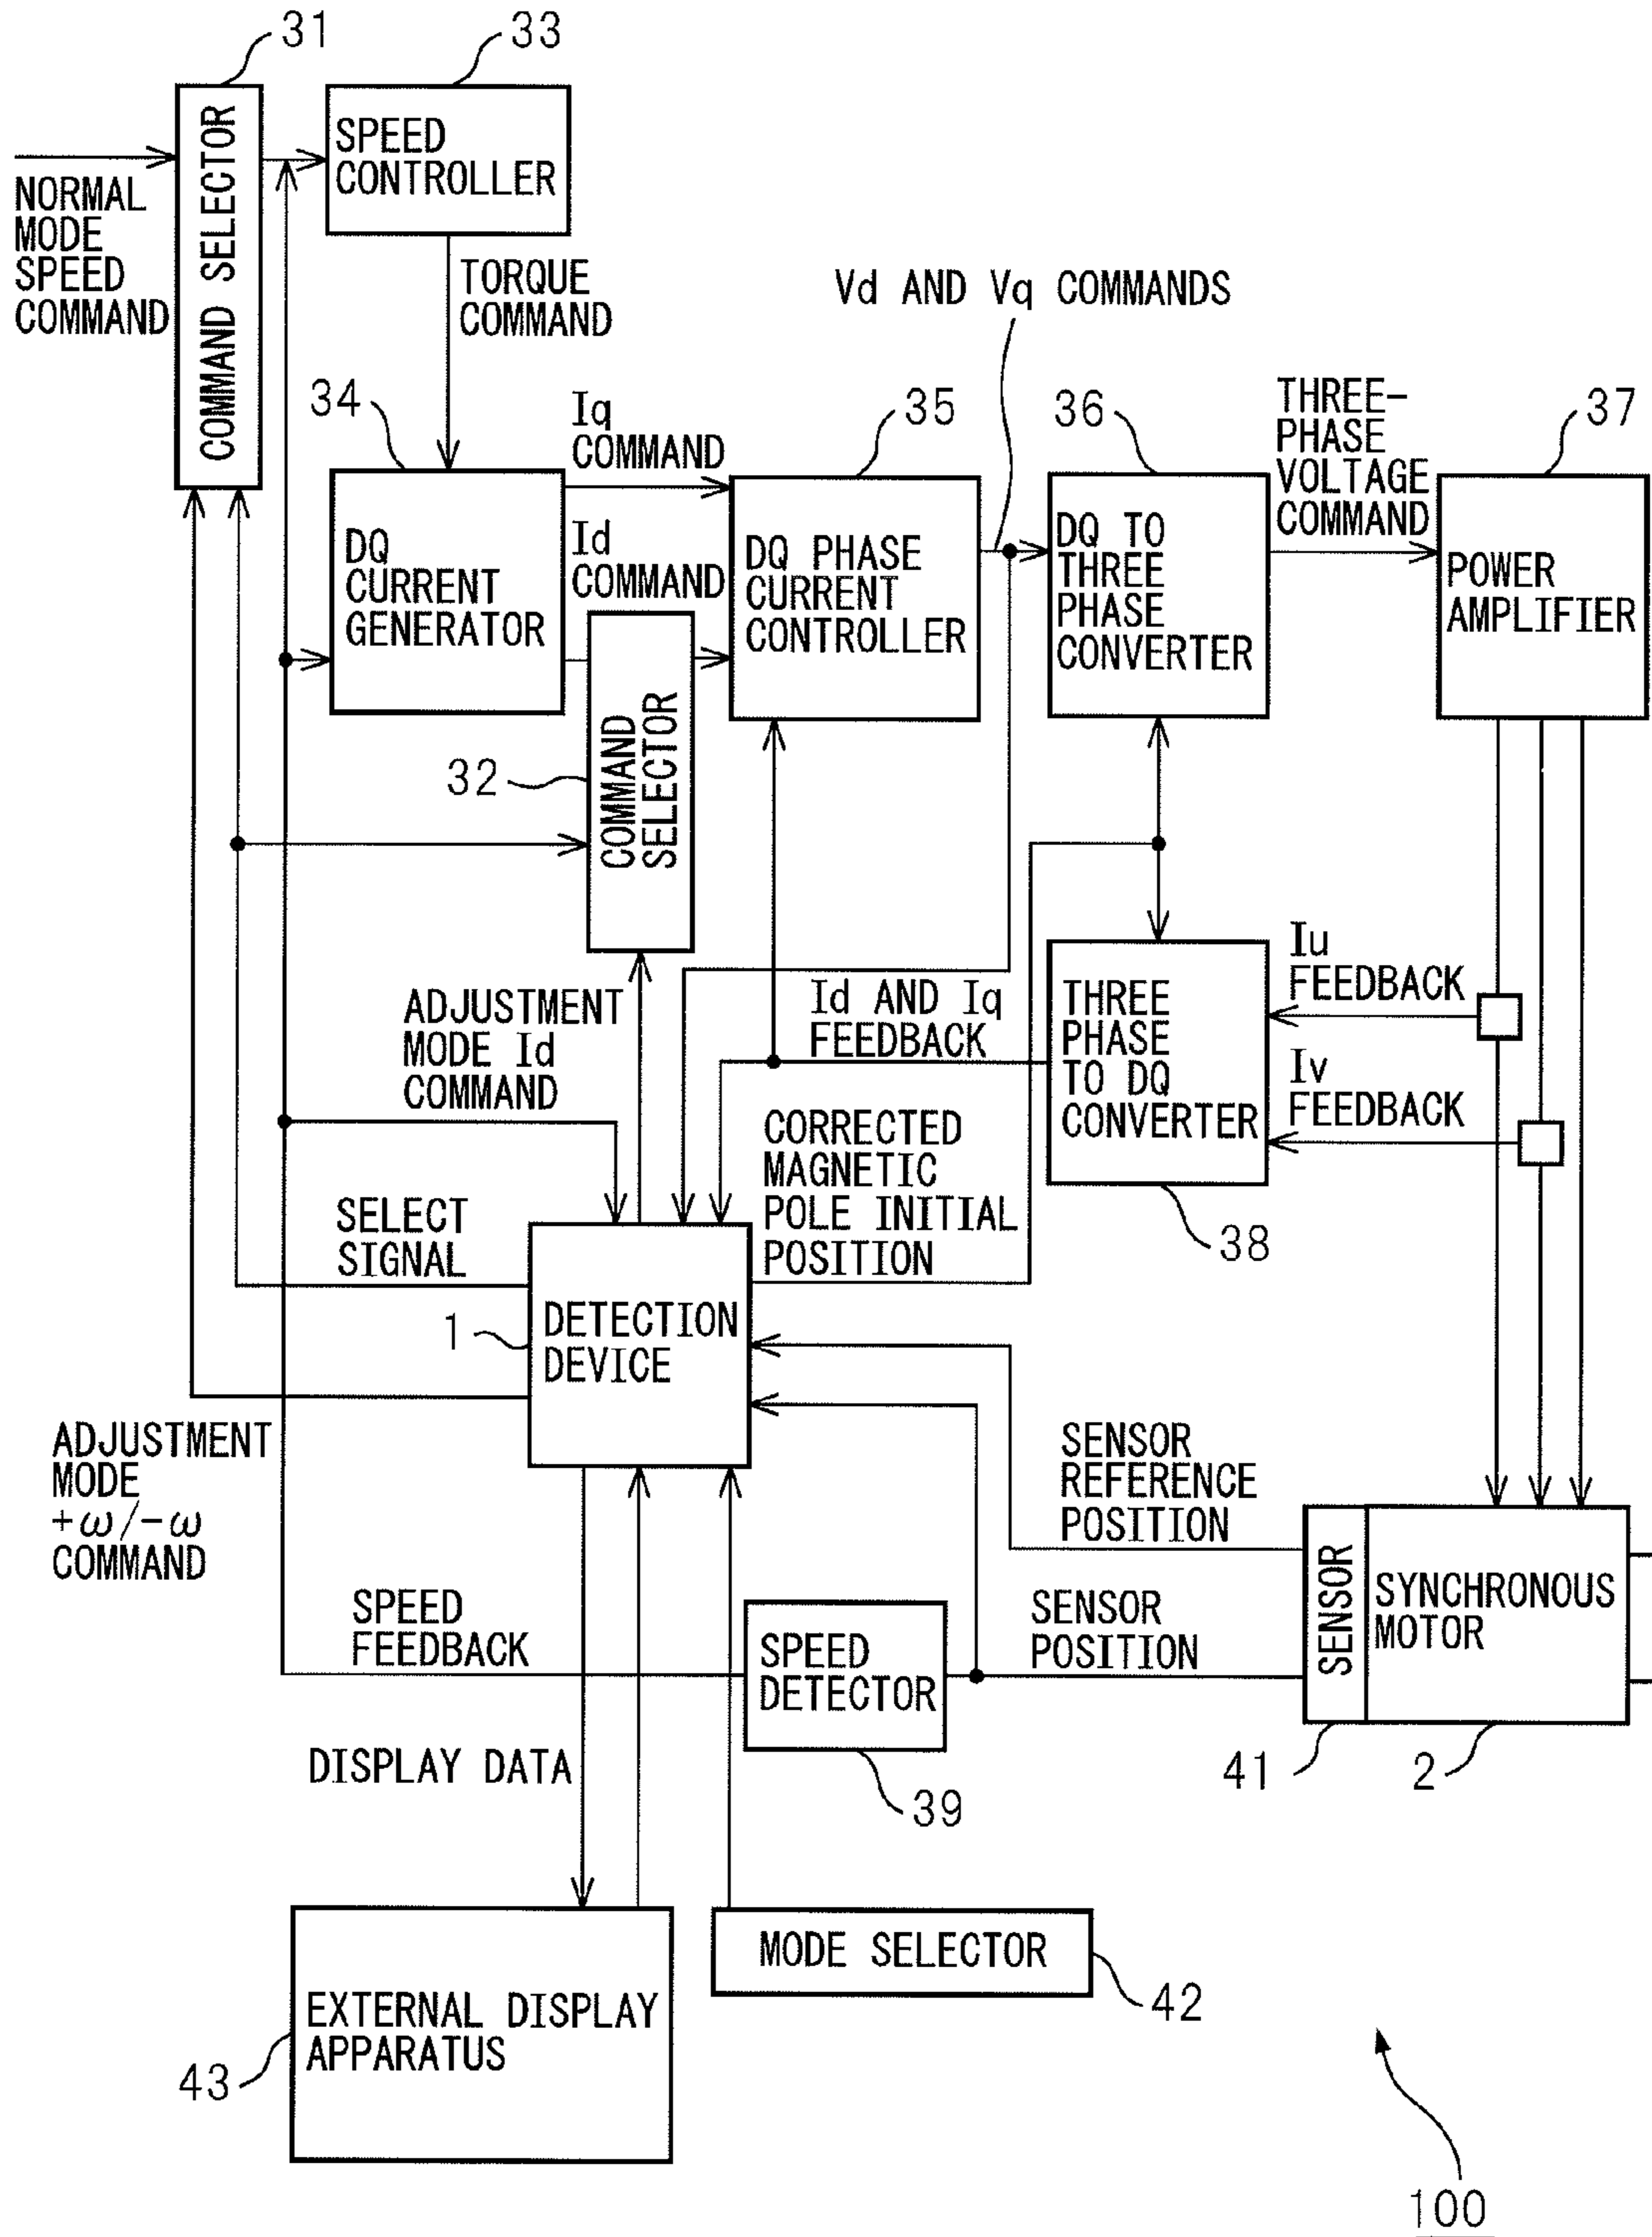 31
33
COMMAND SELECTOR
SPEED
CONTROLLER
NORMAL
MODE
SPEED
COMMAND
TORQUE
COMMAND
Vd AND Vq COMMANDS
34
Iq
COMMAND
35
36
THREE-
PHASE
VOLTAGE
COMMAND
37
DQ
CURRENT
GENERATOR
Id
COMMAND
DQ PHASE
CURRENT
CONTROLLER
DQ TO
THREE
PHASE
CONVERTER
POWER
AMPLIFIER
32
COMMAND
SELECTOR
ADJUSTMENT
MODE Id
COMMAND
Id AND Iq
FEEDBACK
THREE
PHASE
TO DQ
CONVERTER
Iu
FEEDBACK
Iv
FEEDBACK
38
CORRECTED
MAGNETIC
POLE INITIAL
POSITION
SELECT
SIGNAL
1
DETECTION
DEVICE
ADJUSTMENT
MODE
+ω/-ω
COMMAND
SENSOR
REFERENCE
POSITION
SPEED
FEEDBACK
SPEED
DETECTOR
39
SENSOR
POSITION
SENSOR
SYNCHRONOUS
MOTOR
41
2
DISPLAY DATA
MODE SELECTOR
42
EXTERNAL DISPLAY
APPARATUS
43
100